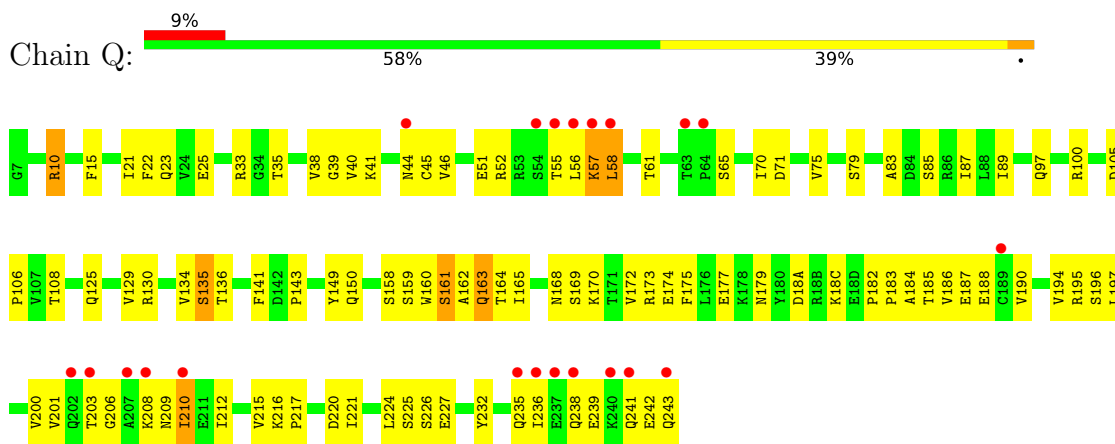 9%
Chain Q:
58% 39% •
G7 R10 F15 I21 F22 Q23 V24 E25 R33 G34 T35 V38 G39 V40 K41 N44 C45 V46 E51 R52 R53 S54 T55 L56 K57 L58 T61 T63 P64 S65 I70 D71 V75 S79 A83 D84 S85 R86 I87 L88 I89 Q97 R100 D105
P106 V107 T108 Q125 V129 R130 V134 S135 T136 F141 D142 P143 Y149 Q150 S158 S159 W160 S161 A162 Q163 T164 I165 N168 S169 K170 T171 V172 R173 E174 F175 L176 E177 K178 N179 Y180 D18A R18B K18C E18D P182 P183 A184 T185 V186 E187 E188 C189 V190 V194 R195 S196 L197
V200 V201 Q202 T203 G206 A207 K208 N209 I210 E211 I212 V215 K216 P217 D220 I221 L224 S225 S226 E227 Y232 Q235 I236 E237 Q238 E239 K240 Q241 E242 Q243